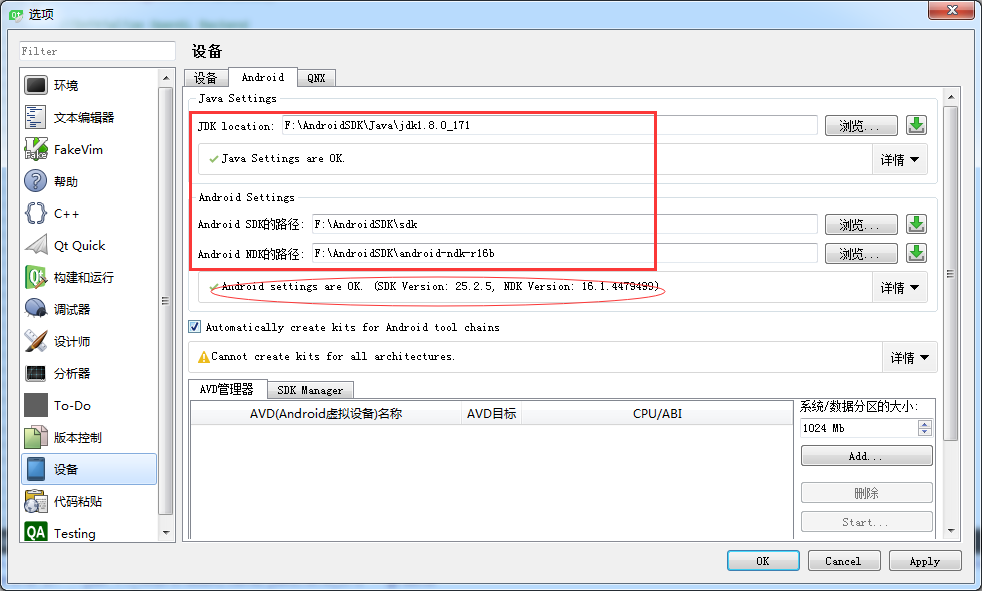 选项
Filter
环境
文本编辑器
FakeVim
帮助
C++
Qt Quick
构建和运行
调试器
设计师
分析器
To-Do
版本控制
设备
代码粘贴
QA Testing
设备
设备 Android QNX
Java Settings
JDK location: F:\AndroidSDK\Java\jdk1.8.0_171 浏览...
Java Settings are OK. 详情
Android Settings
Android SDK的路径: F:\AndroidSDK\sdk 浏览...
Android NDK的路径: F:\AndroidSDK\android-ndk-r16b 浏览...
Android settings are OK. (SDK Version: 25.2.5, NDK Version: 16.1.4479499) 详情
Automatically create kits for Android tool chains
Cannot create kits for all architectures. 详情
AVD管理器 SDK Manager
AVD(Android虚拟设备)名称 AVD目标 CPU/ABI
系统/数据分区的大小:
1024 Mb
Add...
删除
Start...
OK Cancel Apply